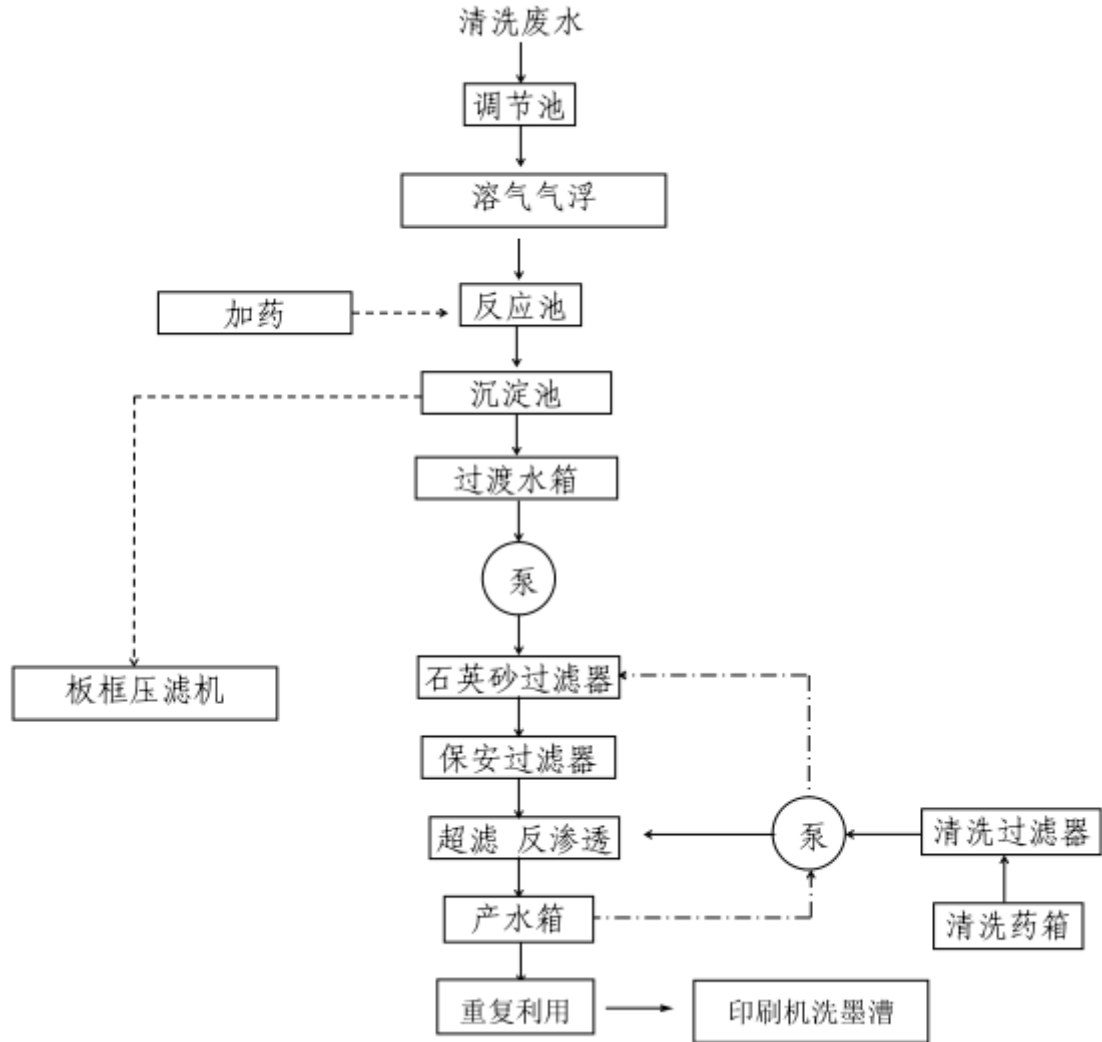 清洗废水
调节池
溶气气浮
加药
反应池
沉淀池
过渡水箱
泵
板框压滤机
石英砂过滤器
保安过滤器
超滤 反渗透
泵
清洗过滤器
产水箱
清洗药箱
重复利用
印刷机洗墨漕